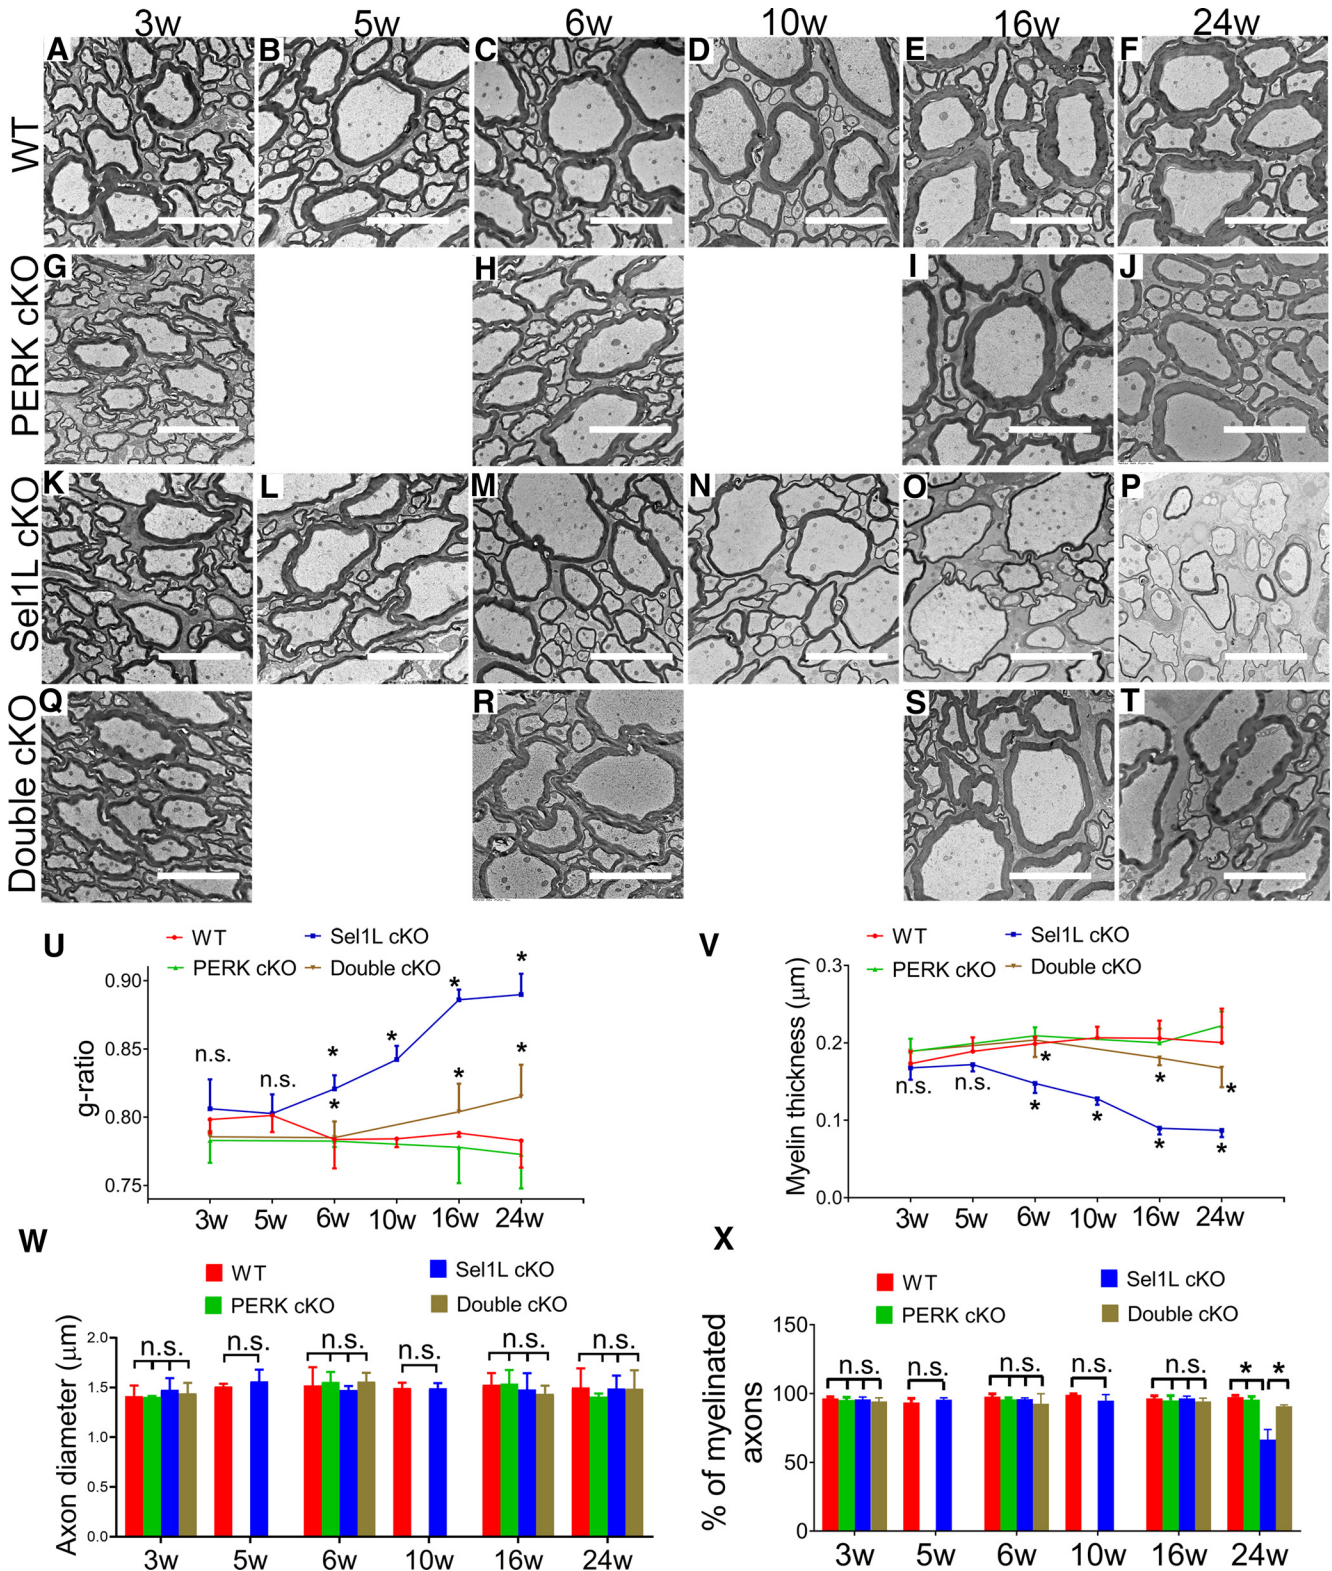 3w 5w 6w 10w 16w 24w
WT
A B C D E F
PERK cKO
G H I J
Sel1L cKO
K L M N O P
Double cKO
Q R S T
U
WT Sel1L cKO
PERK cKO Double cKO
g-ratio
0.90
0.85
0.80
0.75
n.s. n.s. * * * *
* * *
3w 5w 6w 10w 16w 24w
V
WT Sel1L cKO
PERK cKO Double cKO
Myelin thickness (μm)
0.3
0.2
0.1
0.0
* * *
n.s. n.s. * * * *
3w 5w 6w 10w 16w 24w
W
WT Sel1L cKO
PERK cKO Double cKO
Axon diameter (μm)
2.0
1.5
1.0
0.5
0.0
n.s. n.s. n.s. n.s. n.s. n.s.
3w 5w 6w 10w 16w 24w
X
WT Sel1L cKO
PERK cKO Double cKO
% of myelinated
axons
150
100
50
0
n.s. n.s. n.s. n.s. n.s. * *
3w 5w 6w 10w 16w 24w